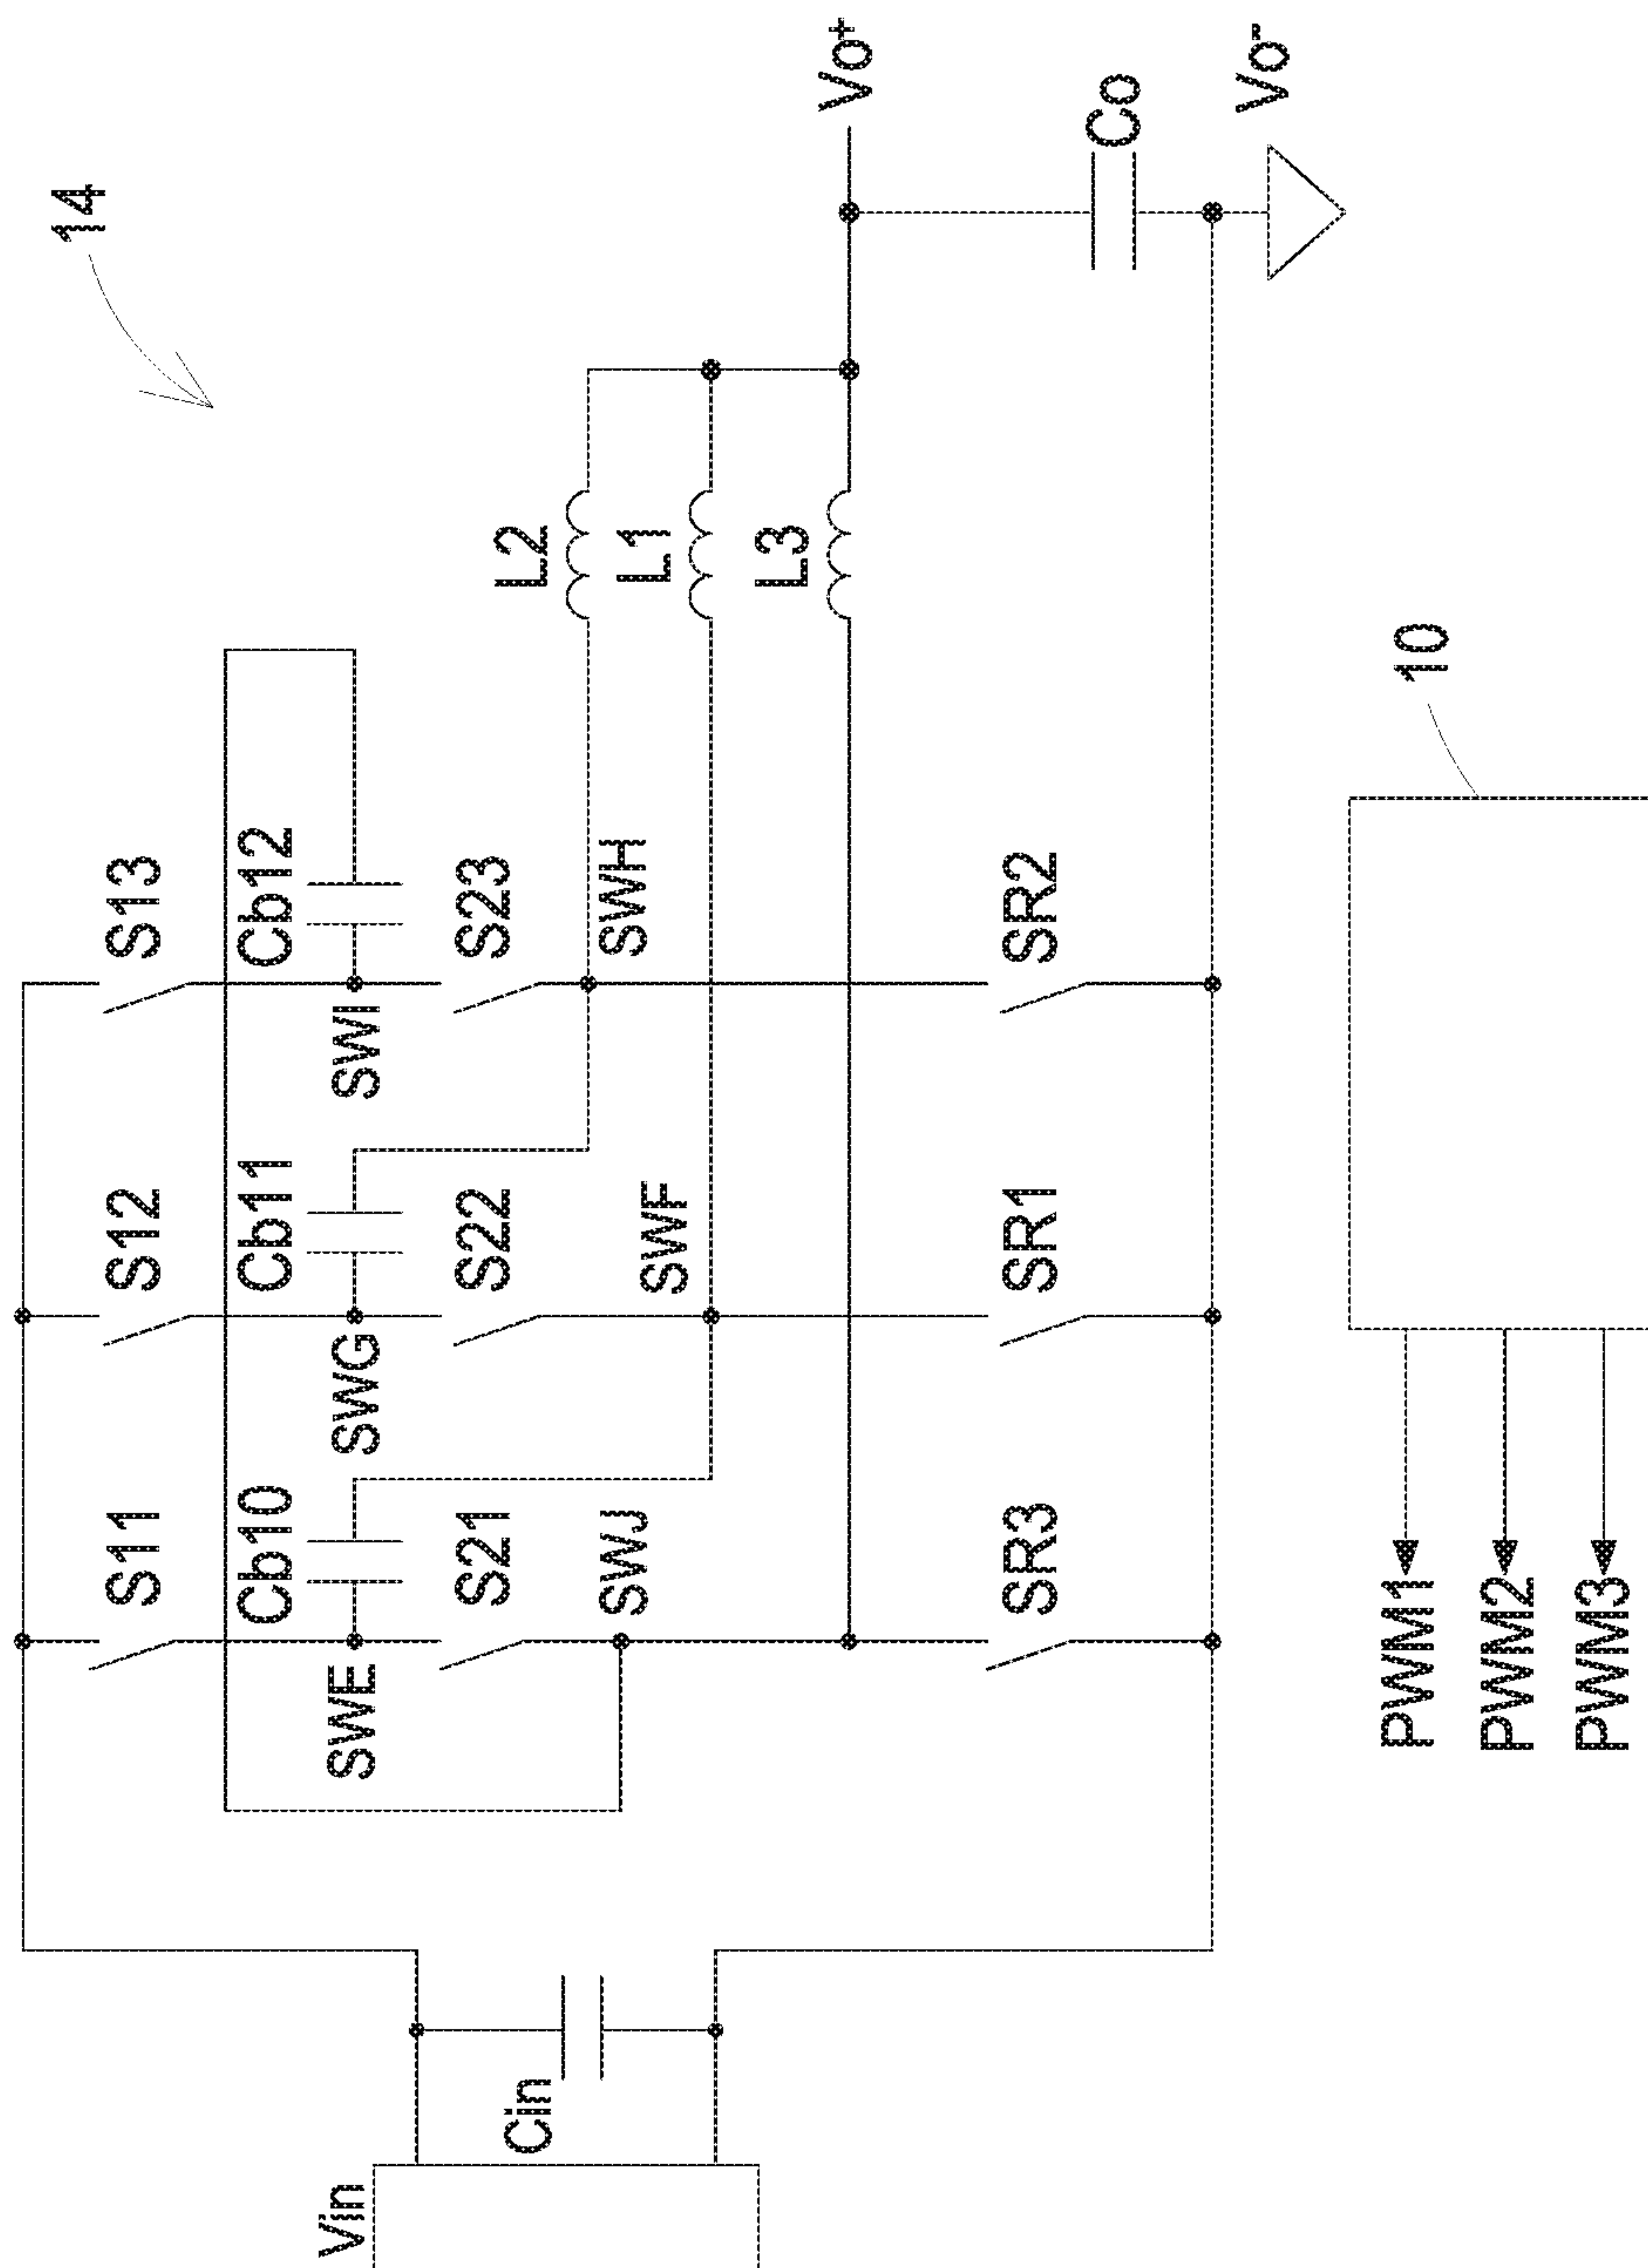 14
Vin
Cin
S11
S12
S13
Cb10
Cb11
Cb12
SWE
SWG
SWI
S21
S22
S23
SWJ
SWF
SWH
L2
L1
L3
SR3
SR1
SR2
Vo+
Co
Vo-
10
PWM1
PWM2
PWM3